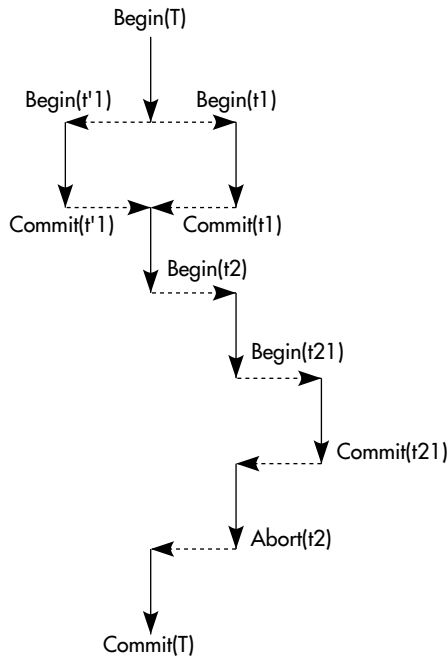 Begin(T)
Begin(t'1)
Begin(t1)
Commit(t'1)
Commit(t1)
Begin(t2)
Begin(t21)
Commit(t21)
Abort(t2)
Commit(T)